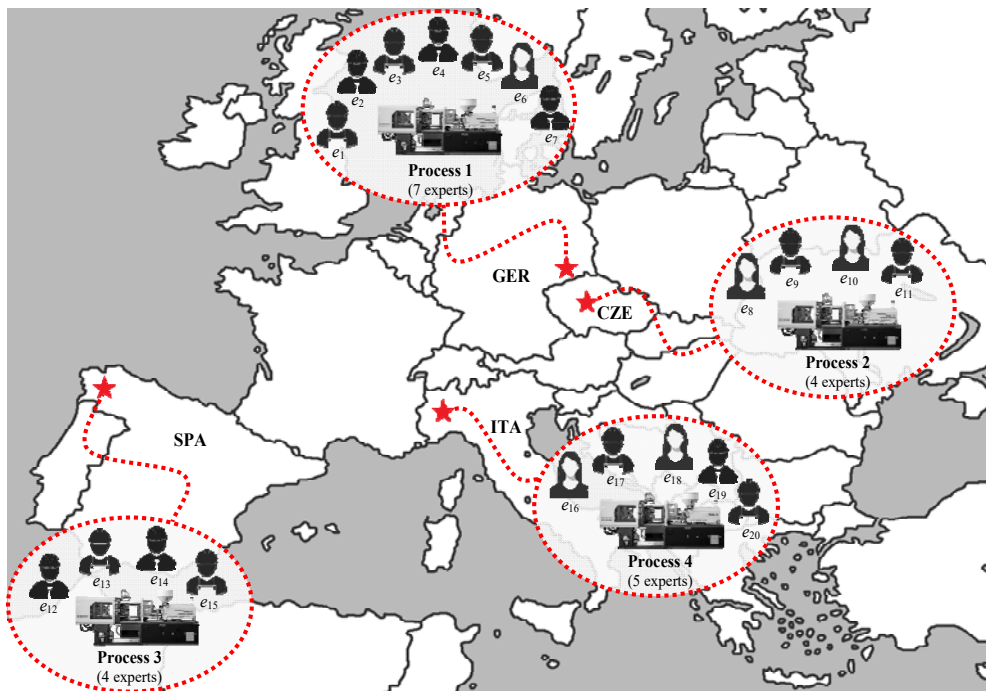 e4
e3
e5
e2
e6
e1
e7
Process 1
(7 experts)
GER
CZE
e8
e9
e10
e11
Process 2
(4 experts)
SPA
ITA
e16
e17
e18
e19
e20
Process 4
(5 experts)
e12
e13
e14
e15
Process 3
(4 experts)